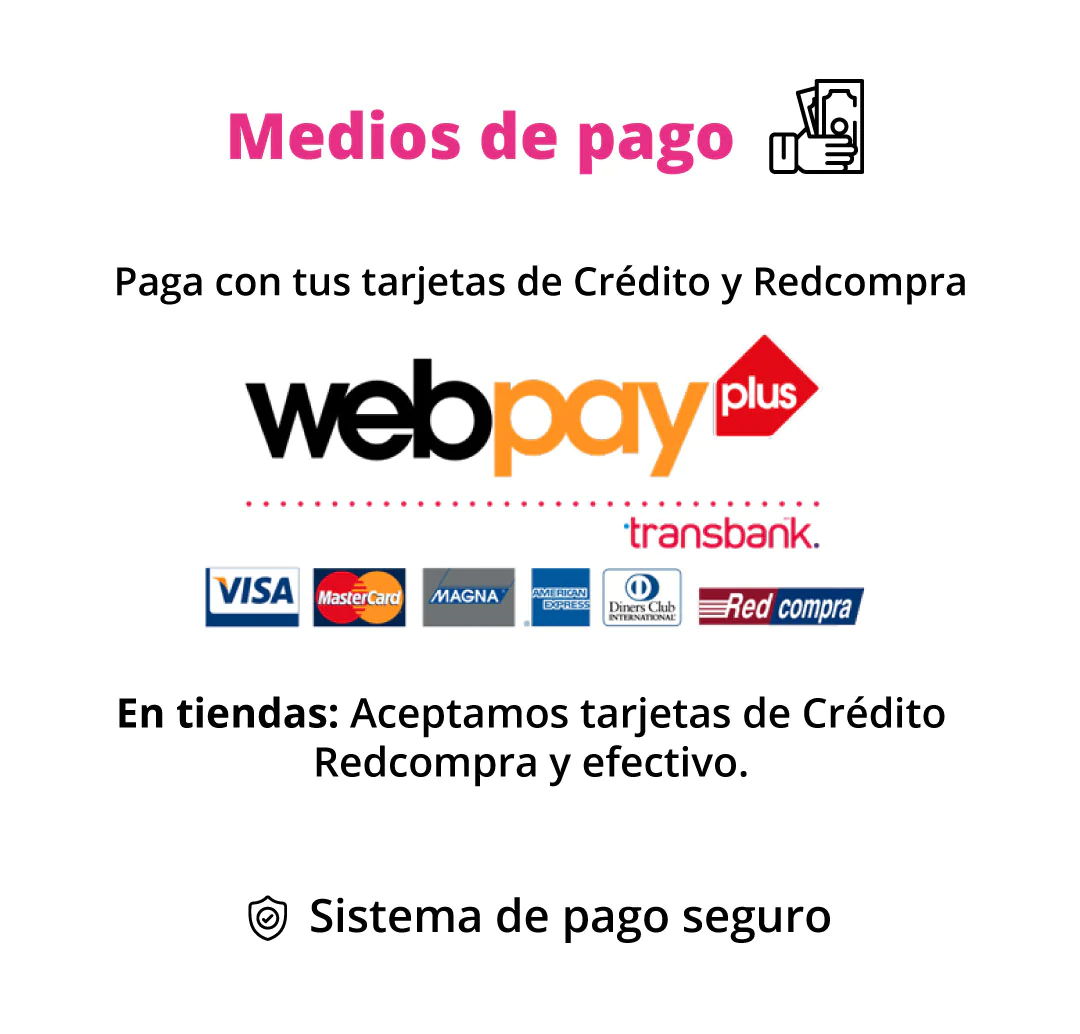 Medios de pago
Paga con tus tarjetas de Crédito y Redcompra
webpay plus
transbank.
VISA MasterCard MAGNA AMERICAN EXPRESS Diners Club INTERNATIONAL Red compra
En tiendas: Aceptamos tarjetas de Crédito
Redcompra y efectivo.
Sistema de pago seguro